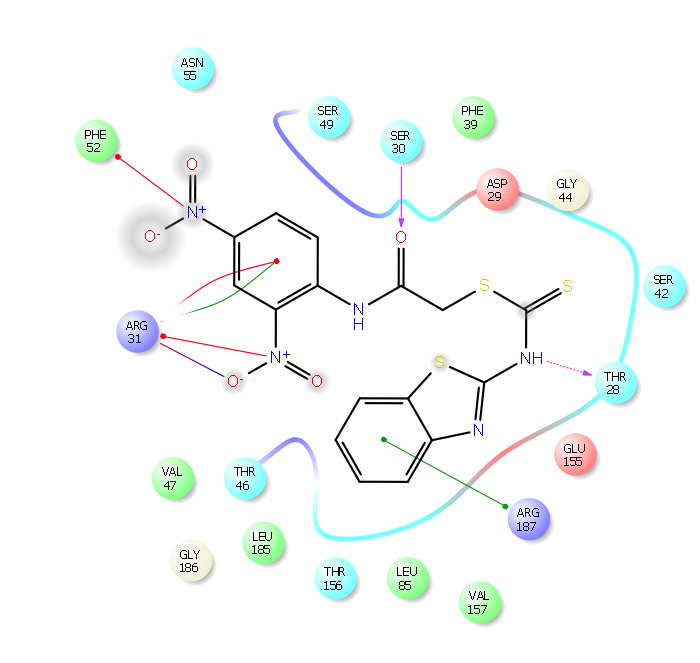 ASN
55
SER
49
PHE
39
SER
30
PHE
52
O
ASP
29
GLY
44
N+
O-
O
SER
42
S
S
NH
ARG
31
N+
NH
S
O-
O
THR
28
N
GLU
155
VAL
47
THR
46
ARG
187
LEU
185
GLY
186
THR
156
LEU
85
VAL
157